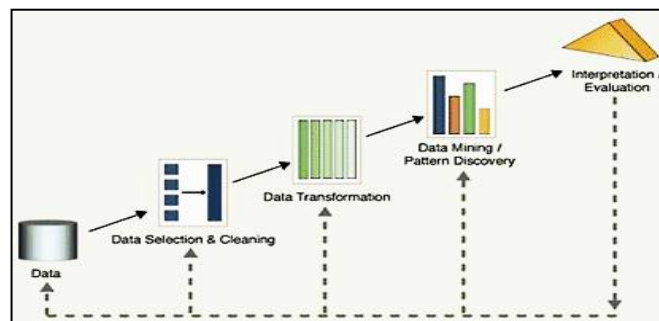 Data
Data Selection & Cleaning
Data Transformation
Data Mining /
Pattern Discovery
Interpretation /
Evaluation